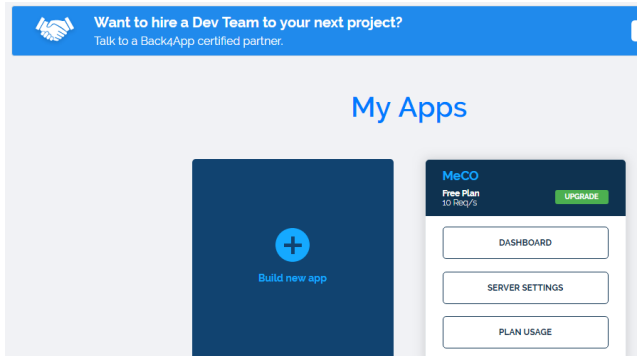 Want to hire a Dev Team to your next project?
Talk to a Back4App certified partner.
My Apps
Build new app
MeCO
Free Plan
10 Req/s
UPGRADE
DASHBOARD
SERVER SETTINGS
PLAN USAGE